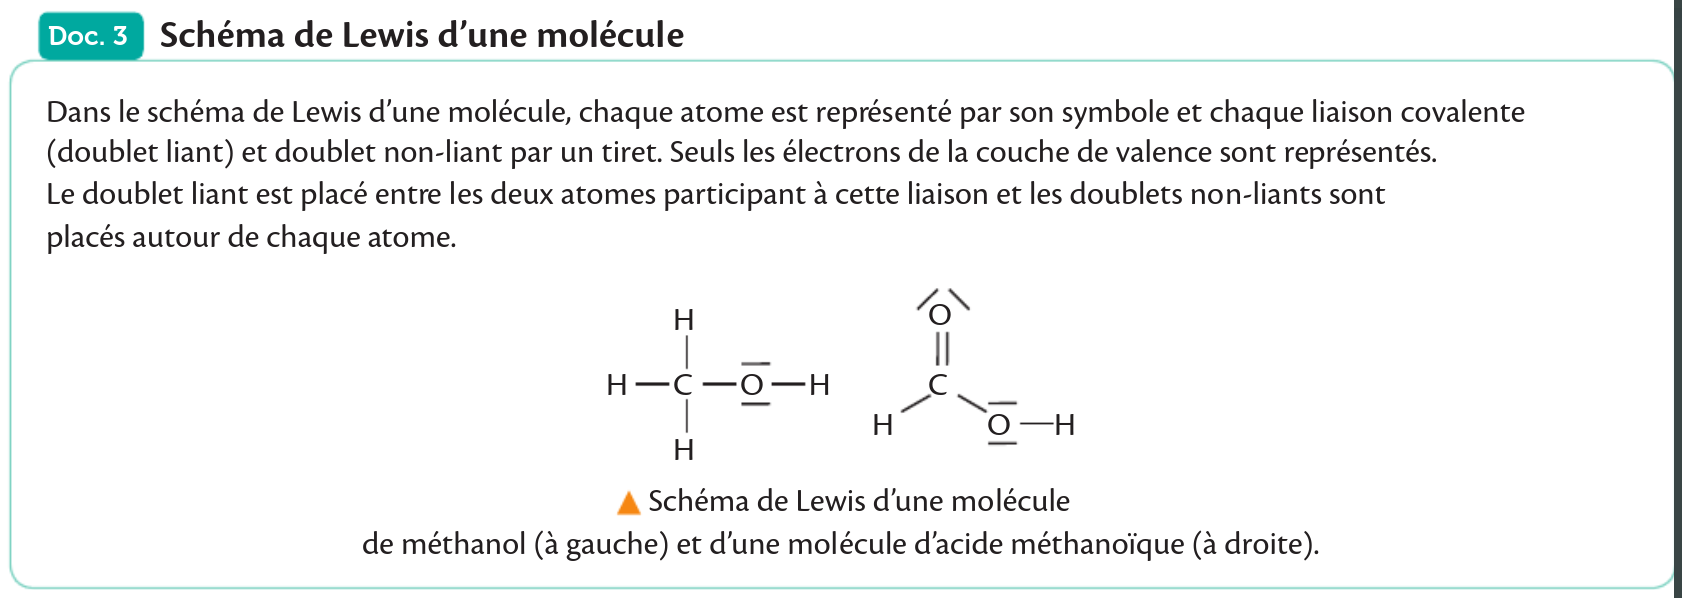 Doc. 3 Schéma de Lewis d’une molécule
Dans le schéma de Lewis d’une molécule, chaque atome est représenté par son symbole et chaque liaison covalente
(doublet liant) et doublet non-liant par un tiret. Seuls les électrons de la couche de valence sont représentés.
Le doublet liant est placé entre les deux atomes participant à cette liaison et les doublets non-liants sont
placés autour de chaque atome.
H
H C O H
H
O
C
H O H
Schéma de Lewis d’une molécule
de méthanol (à gauche) et d’une molécule d’acide méthanoïque (à droite).